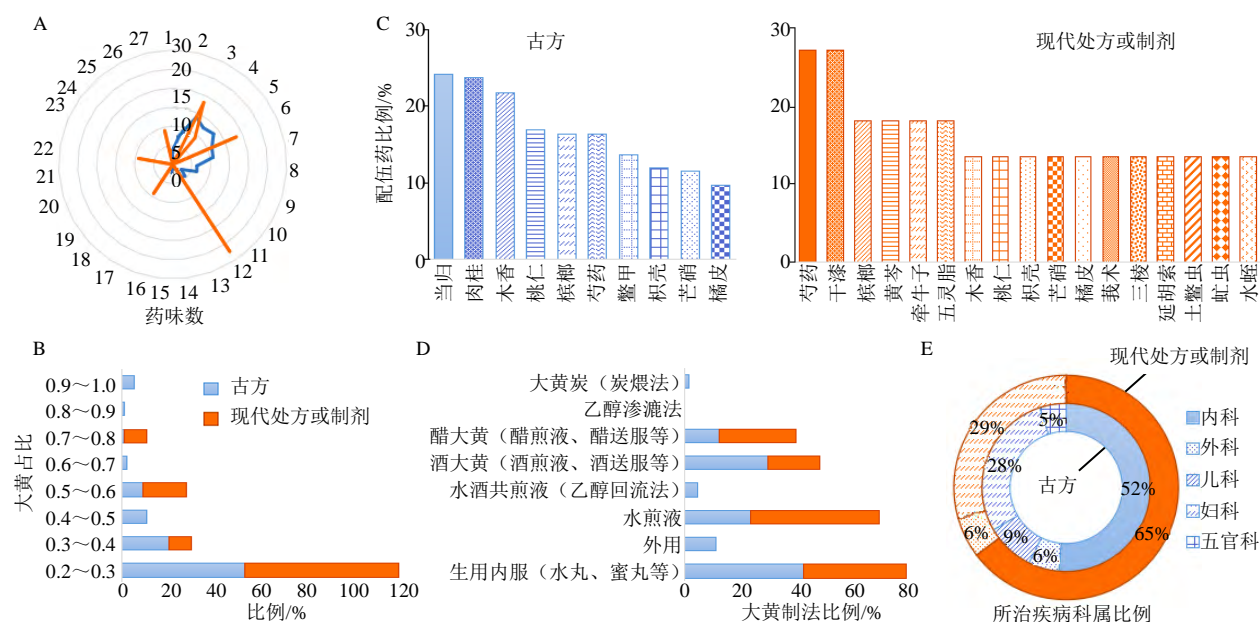 A
1
2
3
4
5
6
7
8
9
10
11
12
13
14
15
16
17
18
19
20
21
22
23
24
25
26
27
30
20
15
10
5
0
药味数
C
配伍药比例/%
30
20
10
0
古方
当归
肉桂
木香
桃仁
槟榔
芍药
鳖甲
枳壳
芒硝
橘皮
30
20
10
0
现代处方或制剂
芍药
干漆
槟榔
黄芩
牵牛子
五灵脂
木香
桃仁
枳壳
芒硝
橘皮
莪术
三棱
延胡索
土鳖虫
虻虫
水蛭
B
大黄占比
0.9～1.0
0.8～0.9
0.7～0.8
0.6～0.7
0.5～0.6
0.4～0.5
0.3～0.4
0.2～0.3
古方
现代处方或制剂
0 20 40 60 80 100 120
比例/%
D
大黄炭（炭煨法）
乙醇渗漉法
醋大黄（醋煎液、醋送服等）
酒大黄（酒煎液、酒送服等）
水酒共煎液（乙醇回流法）
水煎液
外用
生用内服（水丸、蜜丸等）
0 20 40 60 80
大黄制法比例/%
E
现代处方或制剂
古方
5%
29%
28%
52%
65%
9%
6%
6%
内科
外科
儿科
妇科
五官科
所治疾病科属比例